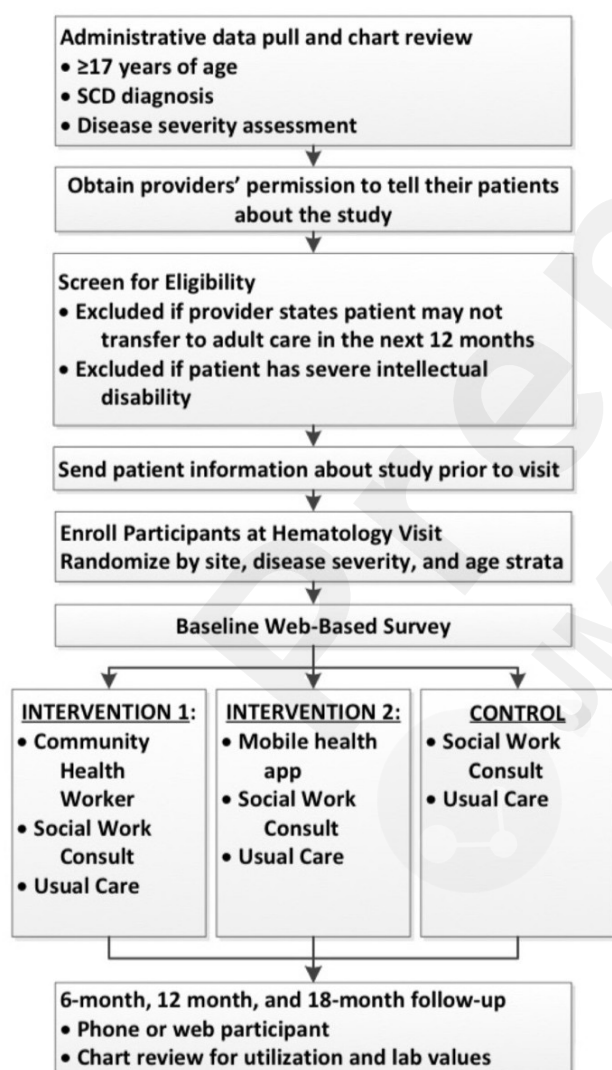 Administrative data pull and chart review
• ≥17 years of age
• SCD diagnosis
• Disease severity assessment
Obtain providers' permission to tell their patients
about the study
Screen for Eligibility
• Excluded if provider states patient may not
transfer to adult care in the next 12 months
• Excluded if patient has severe intellectual
disability
Send patient information about study prior to visit
Enroll Participants at Hematology Visit
Randomize by site, disease severity, and age strata
Baseline Web-Based Survey
INTERVENTION 1:
• Community
Health
Worker
• Social Work
Consult
• Usual Care
INTERVENTION 2:
• Mobile health
app
• Social Work
Consult
• Usual Care
CONTROL
• Social Work
Consult
• Usual Care
6-month, 12 month, and 18-month follow-up
• Phone or web participant
• Chart review for utilization and lab values